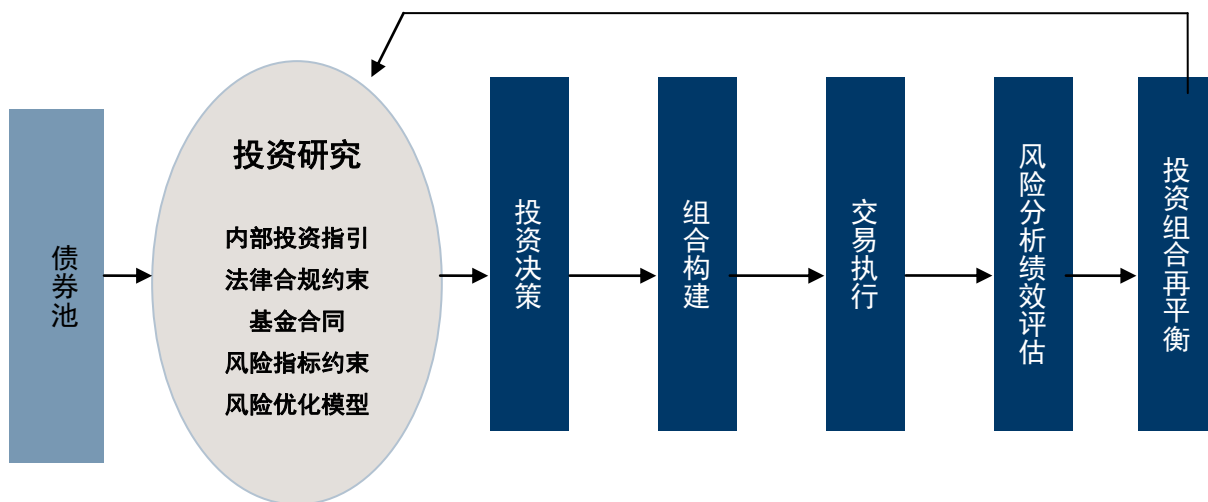 债券池
投资研究
内部投资指引
法律合规约束
基金合同
风险指标约束
风险优化模型
投资决策
组合构建
交易执行
风险分析绩效评估
投资组合再平衡